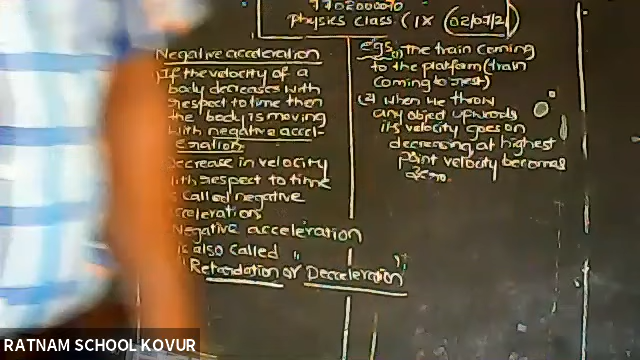 7702000090
Physics class (IX (02/07/21)
Negative acceleration
) If the velocity of a
body decreases with
respect to time then
the body is moving
with negative accel-
eration
Decrease in velocity
with respect to time
is called negative
acceleration
Negative acceleration
is also called
"Retardation or Decceleration"
egs (1) The train coming
to the platform (train
coming to rest)
(2) When we throw
any object upwards
its velocity goes on
decreasing at highest
point velocity becomes
zero.
RATNAM SCHOOL KOVUR